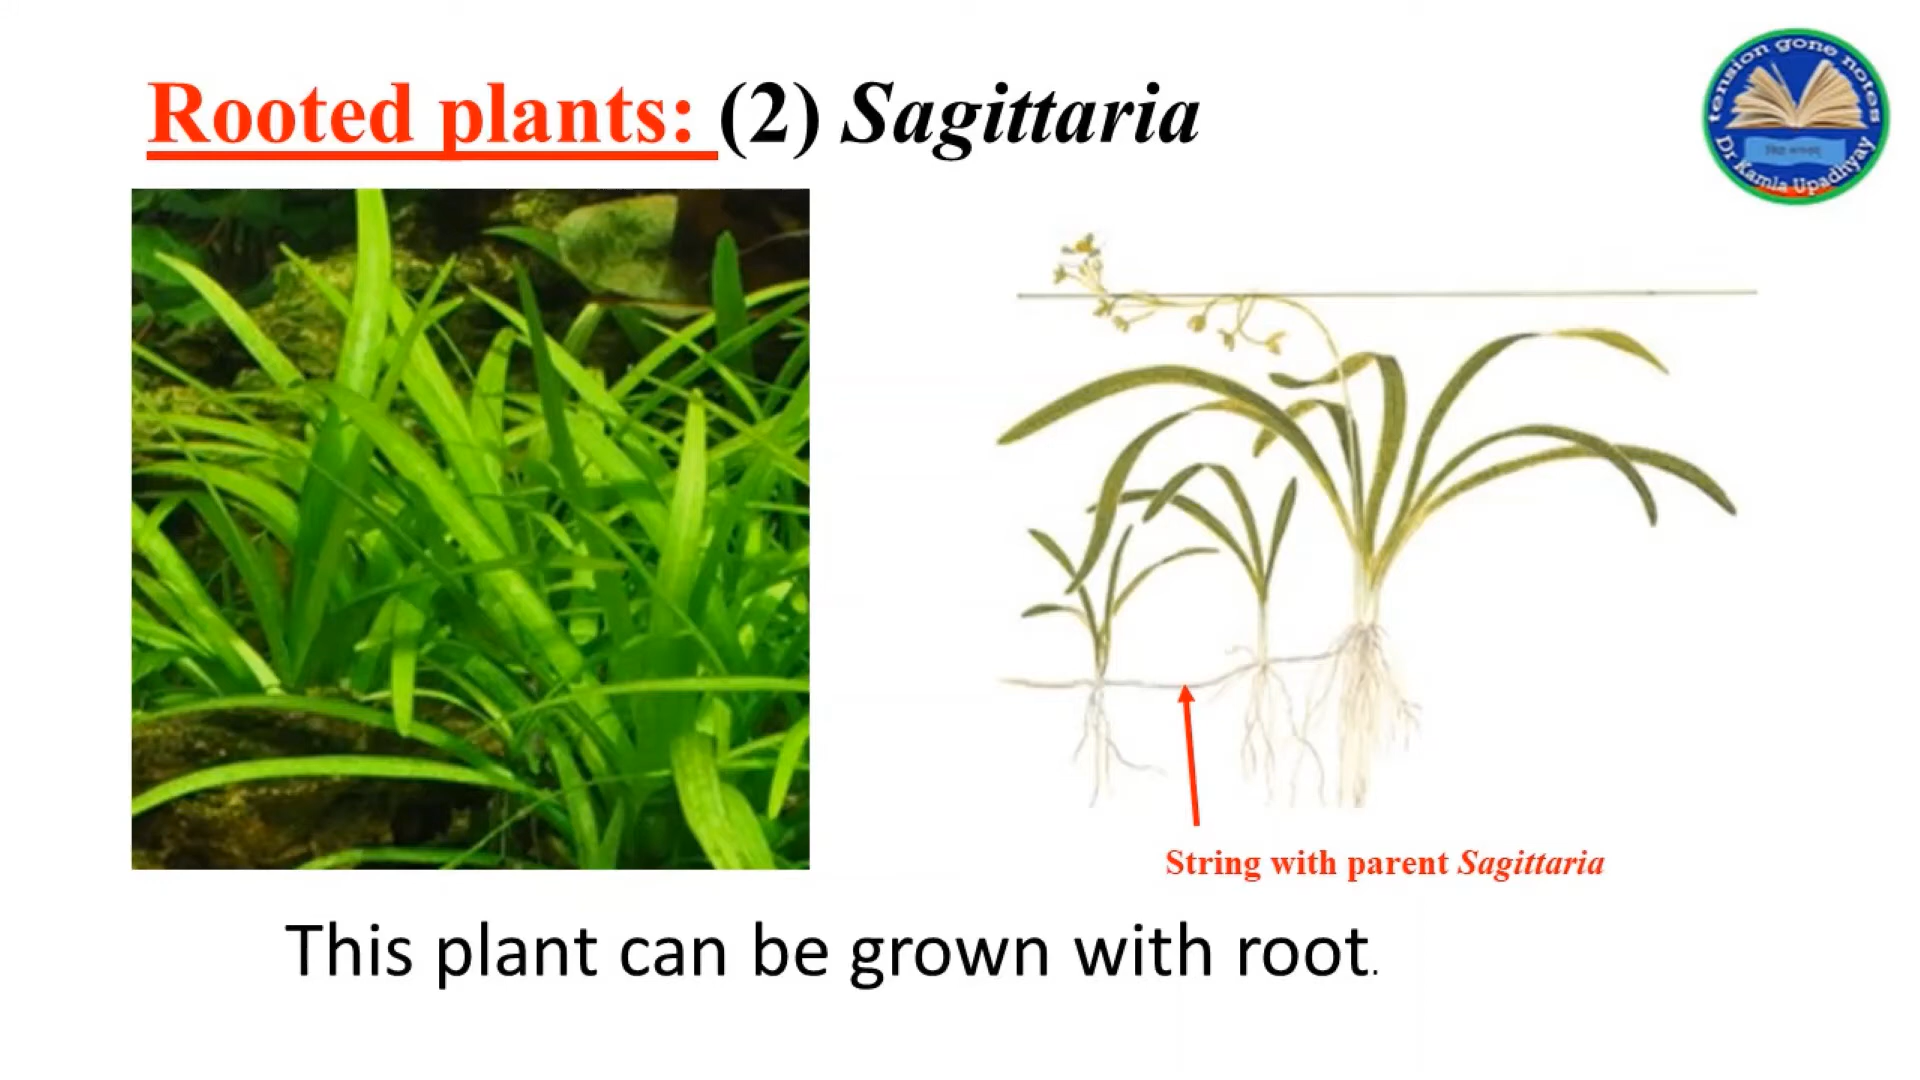 Rooted plants: (2) Sagittaria
tension gone notes
Dr Kamla Upadhyay
String with parent Sagittaria
This plant can be grown with root.